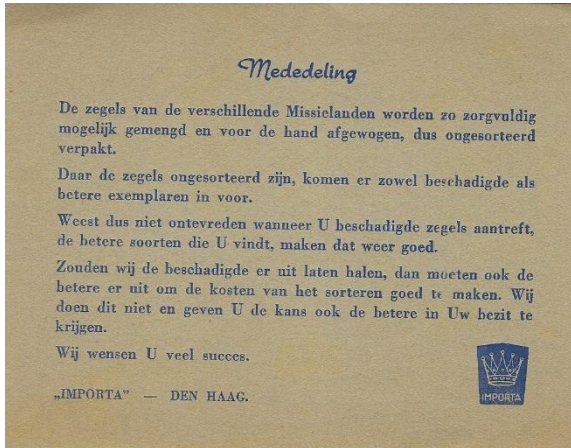 Mededeling
De zegels van de verschillende Missielanden worden zo zorgvuldig
mogelijk gemengd en voor de hand afgewogen, dus ongesorteerd
verpakt.
Daar de zegels ongesorteerd zijn, komen er zowel beschadigde als
betere exemplaren in voor.
Weest dus niet ontevreden wanneer U beschadigde zegels aantreft,
de betere soorten die U vindt, maken dat weer goed.
Zouden wij de beschadigde er uit laten halen, dan moeten ook de
betere er uit om de kosten van het sorteren goed te maken. Wij
doen dit niet en geven U de kans ook de betere in Uw bezit te
krijgen.
Wij wensen U veel succes.
„IMPORTA” — DEN HAAG.
IMPORTA